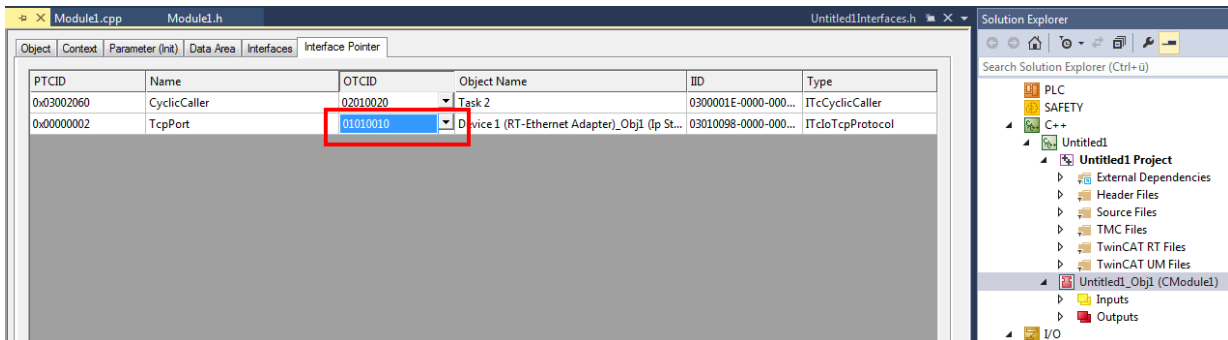 Module1.cpp Module1.h Untitled1Interfaces.h
Object Context Parameter (Init) Data Area Interfaces Interface Pointer
PTCID Name OTCID Object Name IID Type
0x03002060 CyclicCaller 02010020 Task 2 0300001E-0000-000... ITcCyclicCaller
0x00000002 TcpPort 01010010 Device 1 (RT-Ethernet Adapter)_Obj1 (Ip St... 03010098-0000-000... ITcIoTcpProtocol
Solution Explorer
Search Solution Explorer (Ctrl+ü)
PLC
SAFETY
C++
Untitled1
Untitled1 Project
External Dependencies
Header Files
Source Files
TMC Files
TwinCAT RT Files
TwinCAT UM Files
Untitled1_Obj1 (CModule1)
Inputs
Outputs
I/O